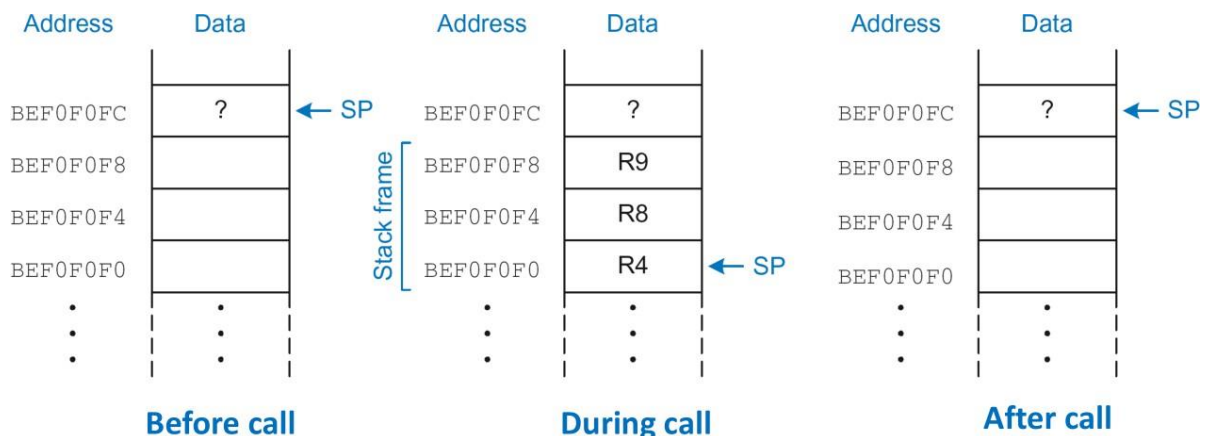 Address Data Address Data Address Data
BEF0F0FC ? SP BEF0F0FC ? BEF0F0FC ? SP
BEF0F0F8 BEF0F0F8 R9 BEF0F0F8
BEF0F0F4 BEF0F0F4 R8 BEF0F0F4
BEF0F0F0 BEF0F0F0 R4 SP BEF0F0F0
Stack frame
Before call During call After call